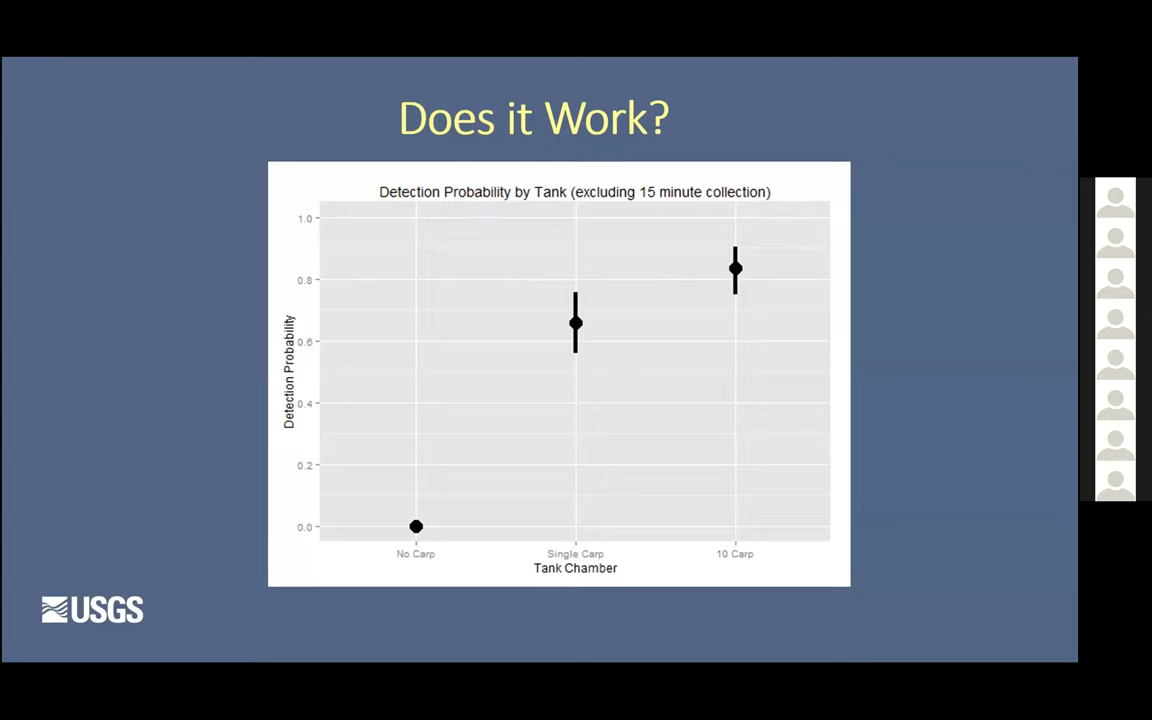 Does it Work?
Detection Probability by Tank (excluding 15 minute collection)
Detection Probability
1.0
0.8
0.6
0.4
0.2
0.0
No Carp
Single Carp
10 Carp
Tank Chamber
USGS